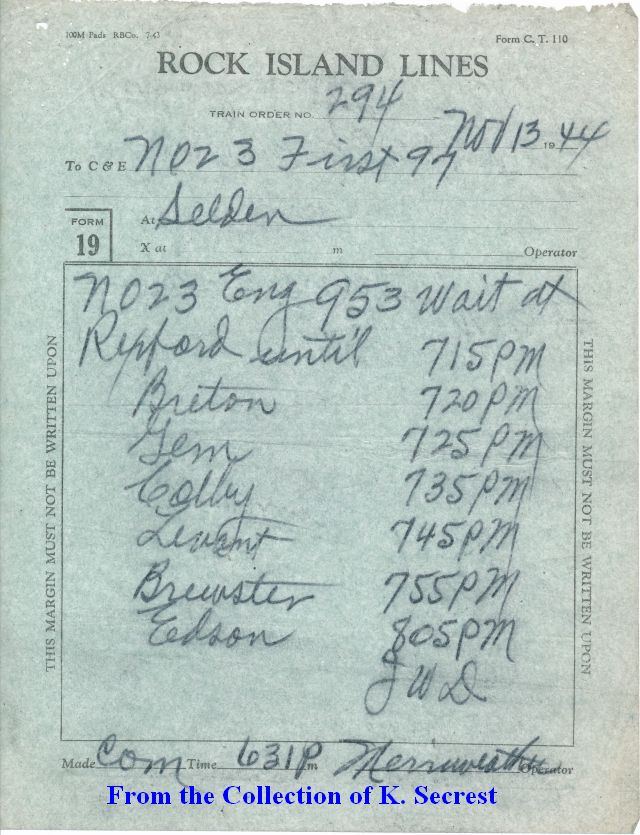 100M Pads RBCo. 7-43 Form C. T. 110
ROCK ISLAND LINES
TRAIN ORDER NO. 294
Nov 13 1944
To C & E No 23 First 97
FORM 19
At Selden
X at m Operator
THIS MARGIN MUST NOT BE WRITTEN UPON
No 23 Eng 953 Wait at
Rexford until 715PM
Breton 720PM
Gem 725PM
Colby 735PM
Levant 745PM
Brewster 755PM
Edson 805PM
JWD
THIS MARGIN MUST NOT BE WRITTEN UPON
Made Com Time 631P m Merriweather Operator
From the Collection of K. Secrest